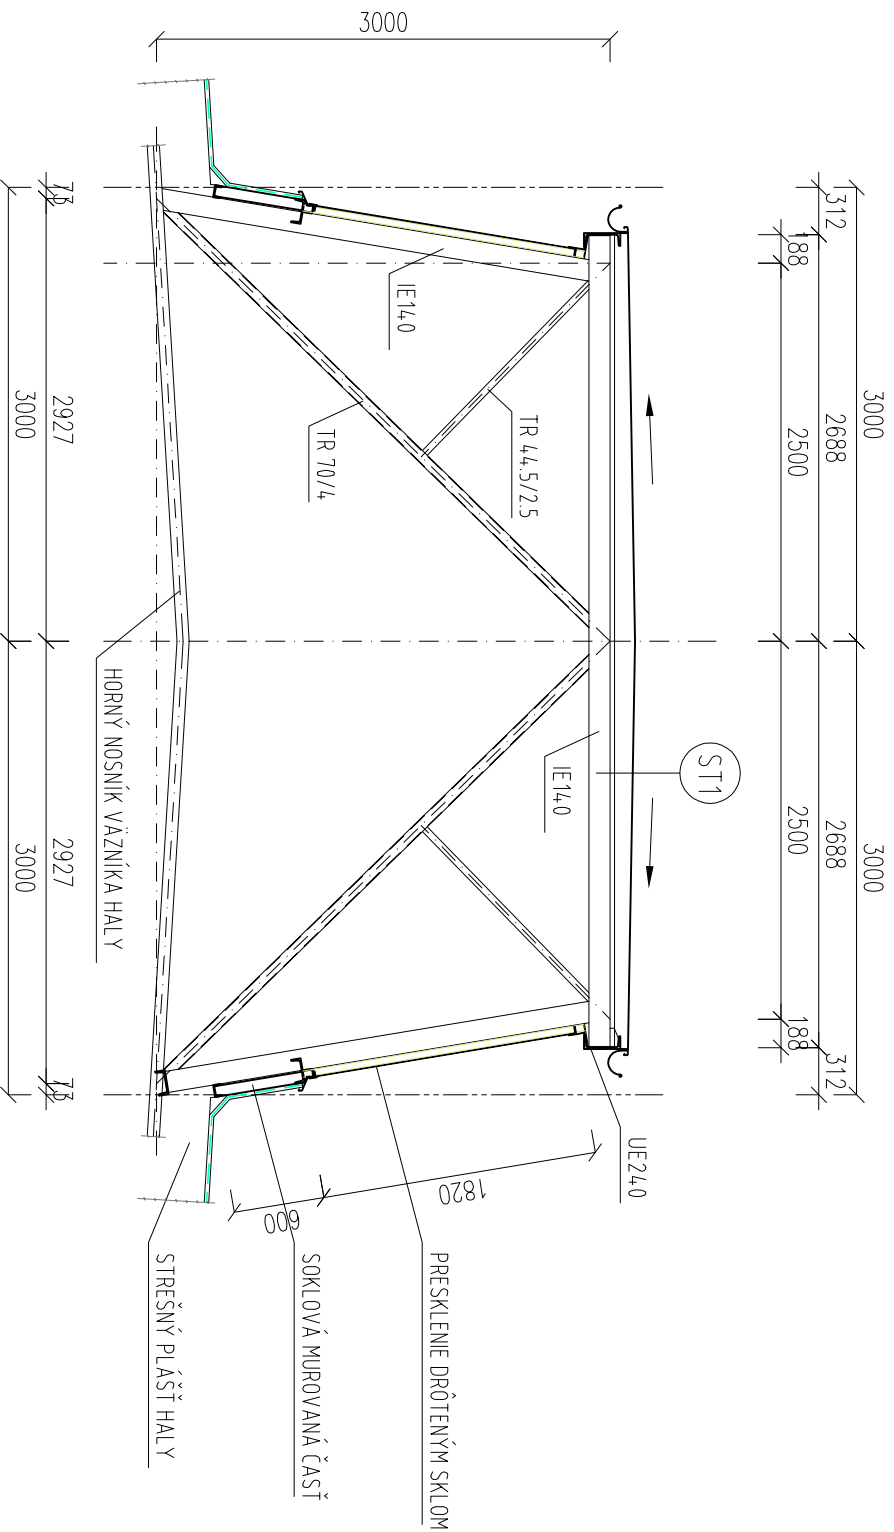 3000
3000
312
2688
2688
312
188
2500
2500
188
3000
IE140
TR 44.5/2.5
TR 70/4
ST1
IE140
UE240
1820
600
HORNÝ NOSNÍK VÄZNÍKA HALY
PRESKLENIE DRÔTENÝM SKLOM
SOKLOVÁ MUROVANÁ ČASŤ
STREŠNÝ PLÁŠŤ HALY
73
2927
2927
73
3000
3000